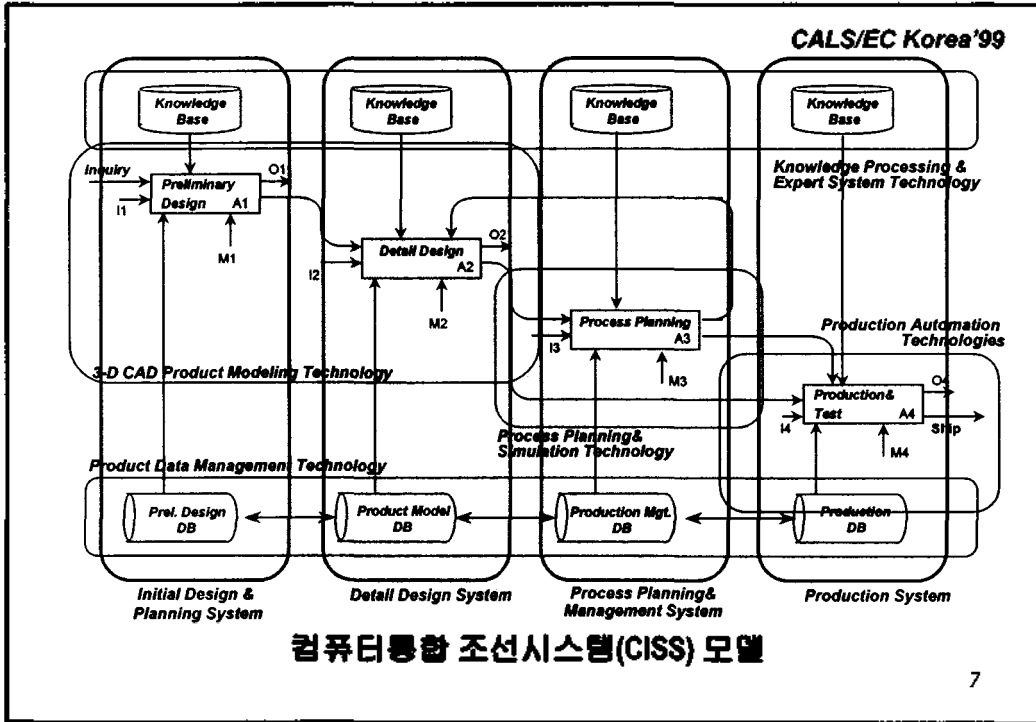 CALS/EC Korea'99
Knowledge
Base
Knowledge
Base
Knowledge
Base
Knowledge
Base
Knowledge Processing &
Expert System Technology
Inquiry
I1
Preliminary
Design
A1
O1
M1
I2
Detail Design
A2
O2
M2
I3
Process Planning
A3
M3
Production Automation
Technologies
I4
Production&
Test
A4
O4
Ship
M4
3-D CAD Product Modeling Technology
Process Planning&
Simulation Technology
Product Data Management Technology
Prel. Design
DB
Product Model
DB
Production Mgt.
DB
Production
DB
Initial Design &
Planning System
Detail Design System
Process Planning&
Management System
Production System
컴퓨터통합 조선시스템(CISS) 모델
7